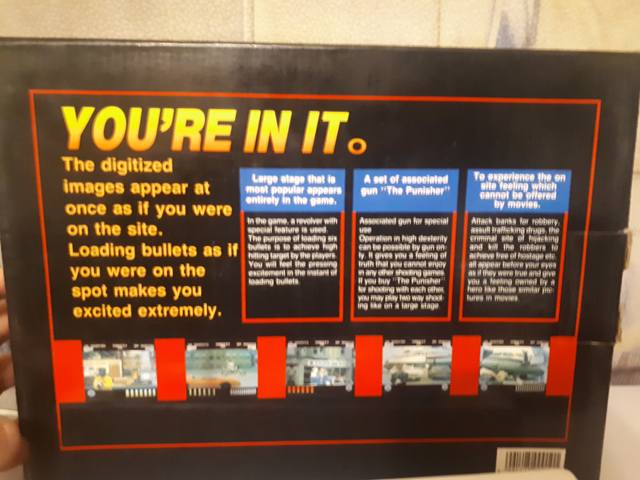 YOU'RE IN IT.
The digitized
images appear at
once as if you were
on the site.
Loading bullets as if
you were on the
spot makes you
excited extremely.
Large stage that is
most popular appears
entirely in the game.
In the game, a revolver with
special feature is used.
The purpose of loading six
bullets is to achieve high
hitting target by the players.
You will feel the pressing
excitement in the instant of
loading bullets.
A set of associated
gun "The Punisher"
Associated gun for special
use
Operation in high dexterity
can be possible by gun on-
ly. It gives you a feeling of
truth that you cannot enjoy
in any other shooting games.
If you buy "The Punisher"
for shooting with each other,
you may play two way shoot-
ing like on a large stage.
To experience the on
site feeling which
cannot be offered
by movies.
Attack banks for robbery,
assult trafficking drugs, the
criminal site of hijacking
and kill the robbers to
achieve free of hostage etc.
all appear before your eyes
as if they were true and give
you a feeling owned by a
hero like those similar pic-
tures in movies.